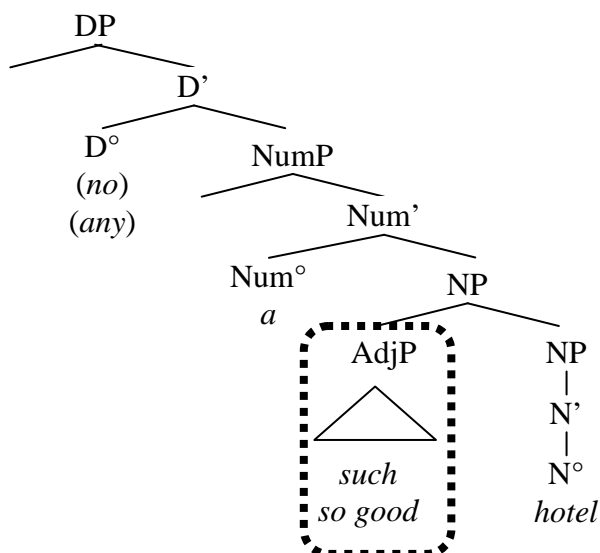 DP
D’
D°
(no)
(any)
NumP
Num’
Num°
a
NP
AdjP
NP
N’
N°
such
so good
hotel